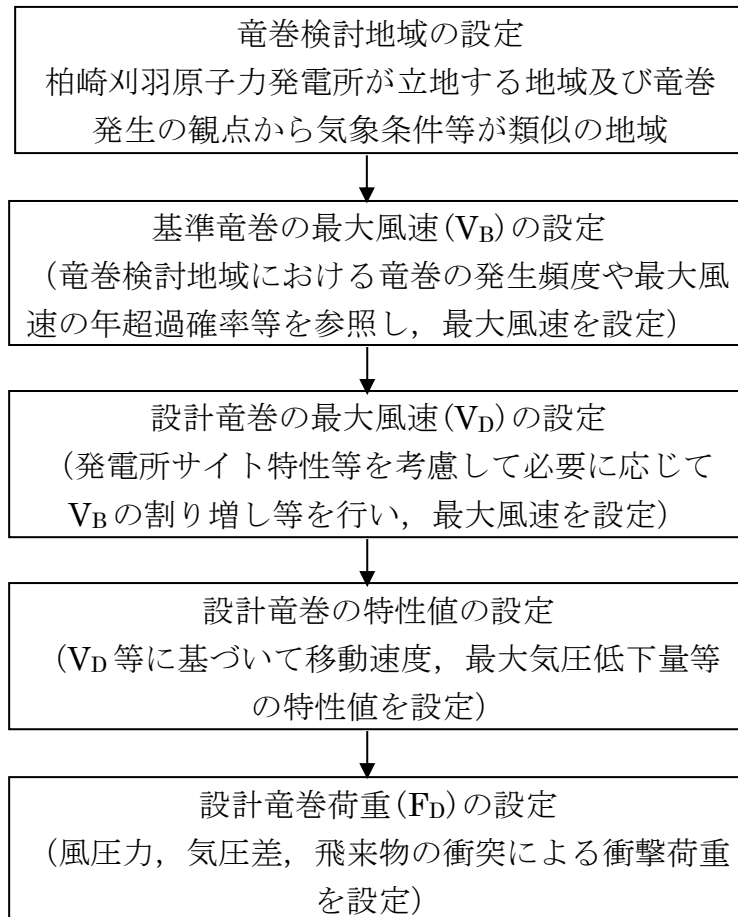 竜巻検討地域の設定
柏崎刈羽原子力発電所が立地する地域及び竜巻
発生の観点から気象条件等が類似の地域
基準竜巻の最大風速(VB)の設定
（竜巻検討地域における竜巻の発生頻度や最大風
速の年超過確率等を参照し，最大風速を設定）
設計竜巻の最大風速(VD)の設定
（発電所サイト特性等を考慮して必要に応じて
VBの割り増し等を行い，最大風速を設定）
設計竜巻の特性値の設定
（VD等に基づいて移動速度，最大気圧低下量等
の特性値を設定）
設計竜巻荷重(FD)の設定
（風圧力，気圧差，飛来物の衝突による衝撃荷重
を設定）